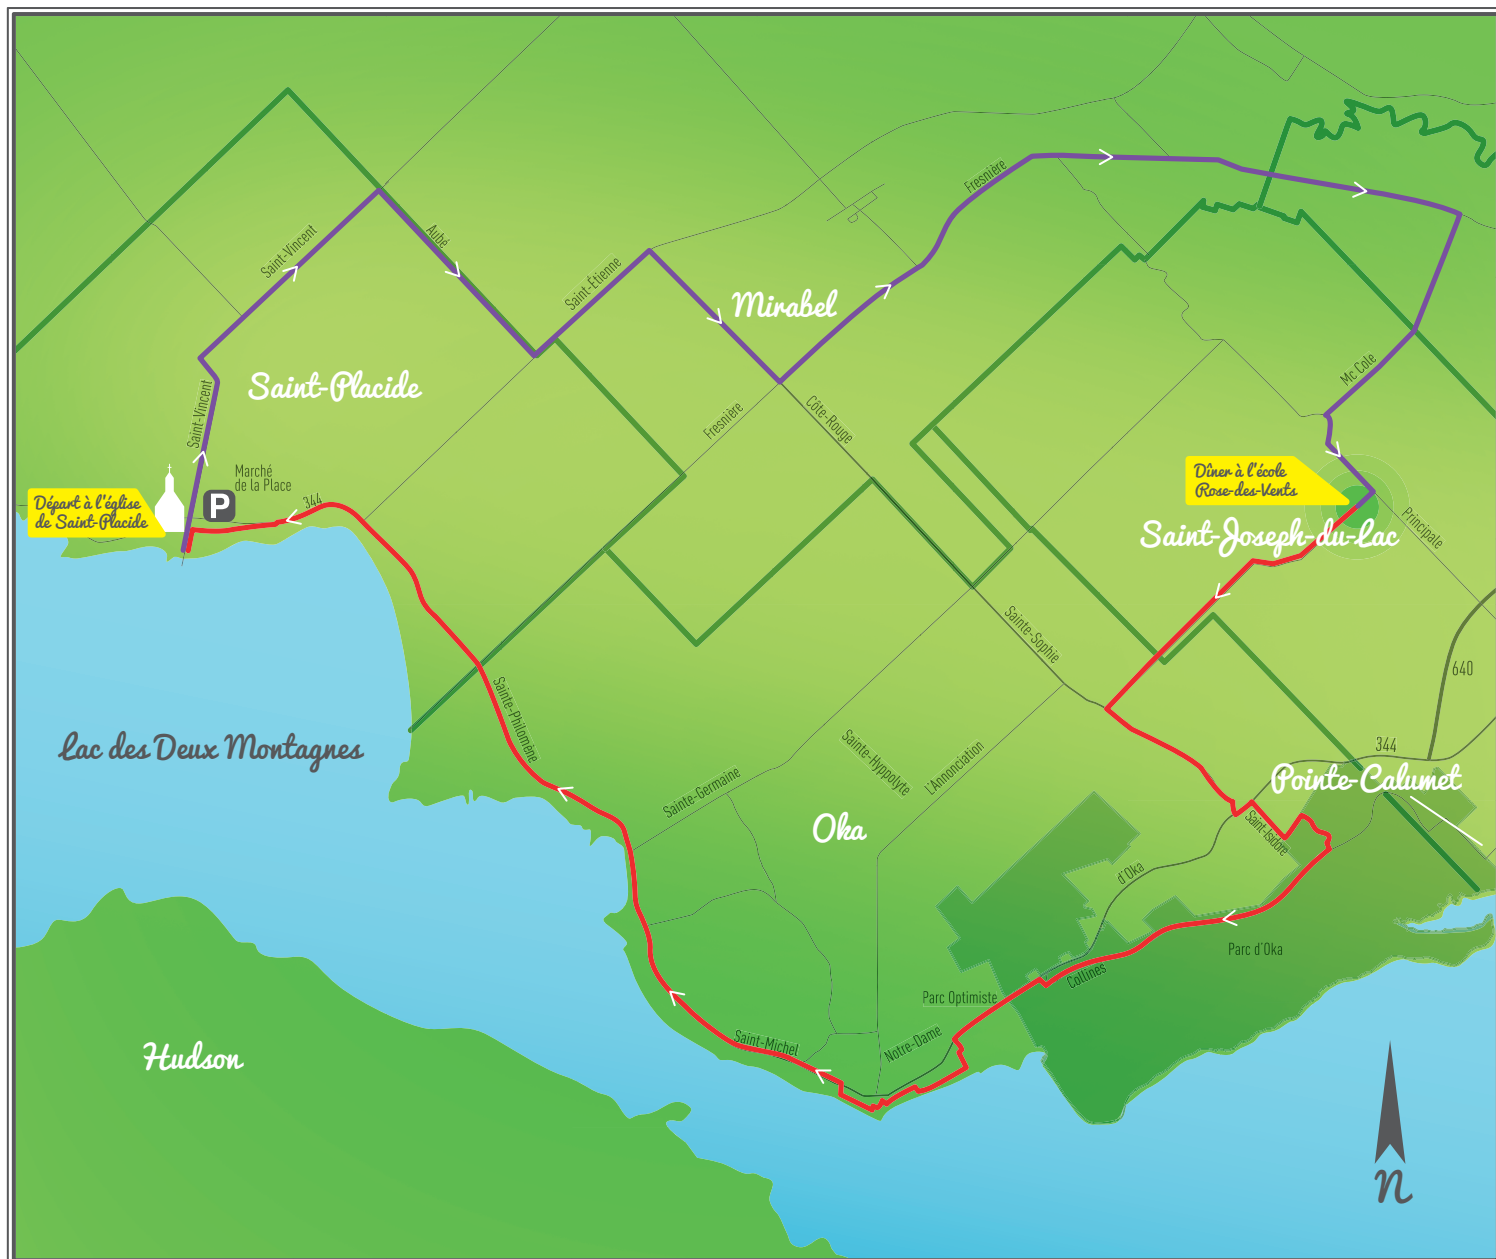 Fresnière
Saint-Vincent
Aubé
Saint-Étienne
Mirabel
Saint-Placide
Saint-Vincent
Mc Cole
Fresnière
Côte-Rouge
Marché
de la Place
Dîner à l'école
Rose-des-Vents
Départ à l'église
de Saint-Placide
P
344
Saint-Joseph-du-Lac
Principale
Sainte-Sophie
640
Sainte-Philomène
Lac des Deux Montagnes
344
Sainte-Hyppolyte
L'Annonciation
Pointe-Calumet
Sainte-Germaine
Oka
Saint-Isidore
d'Oka
Parc d'Oka
Collines
Parc Optimiste
Notre-Dame
Saint-Michel
Hudson
N